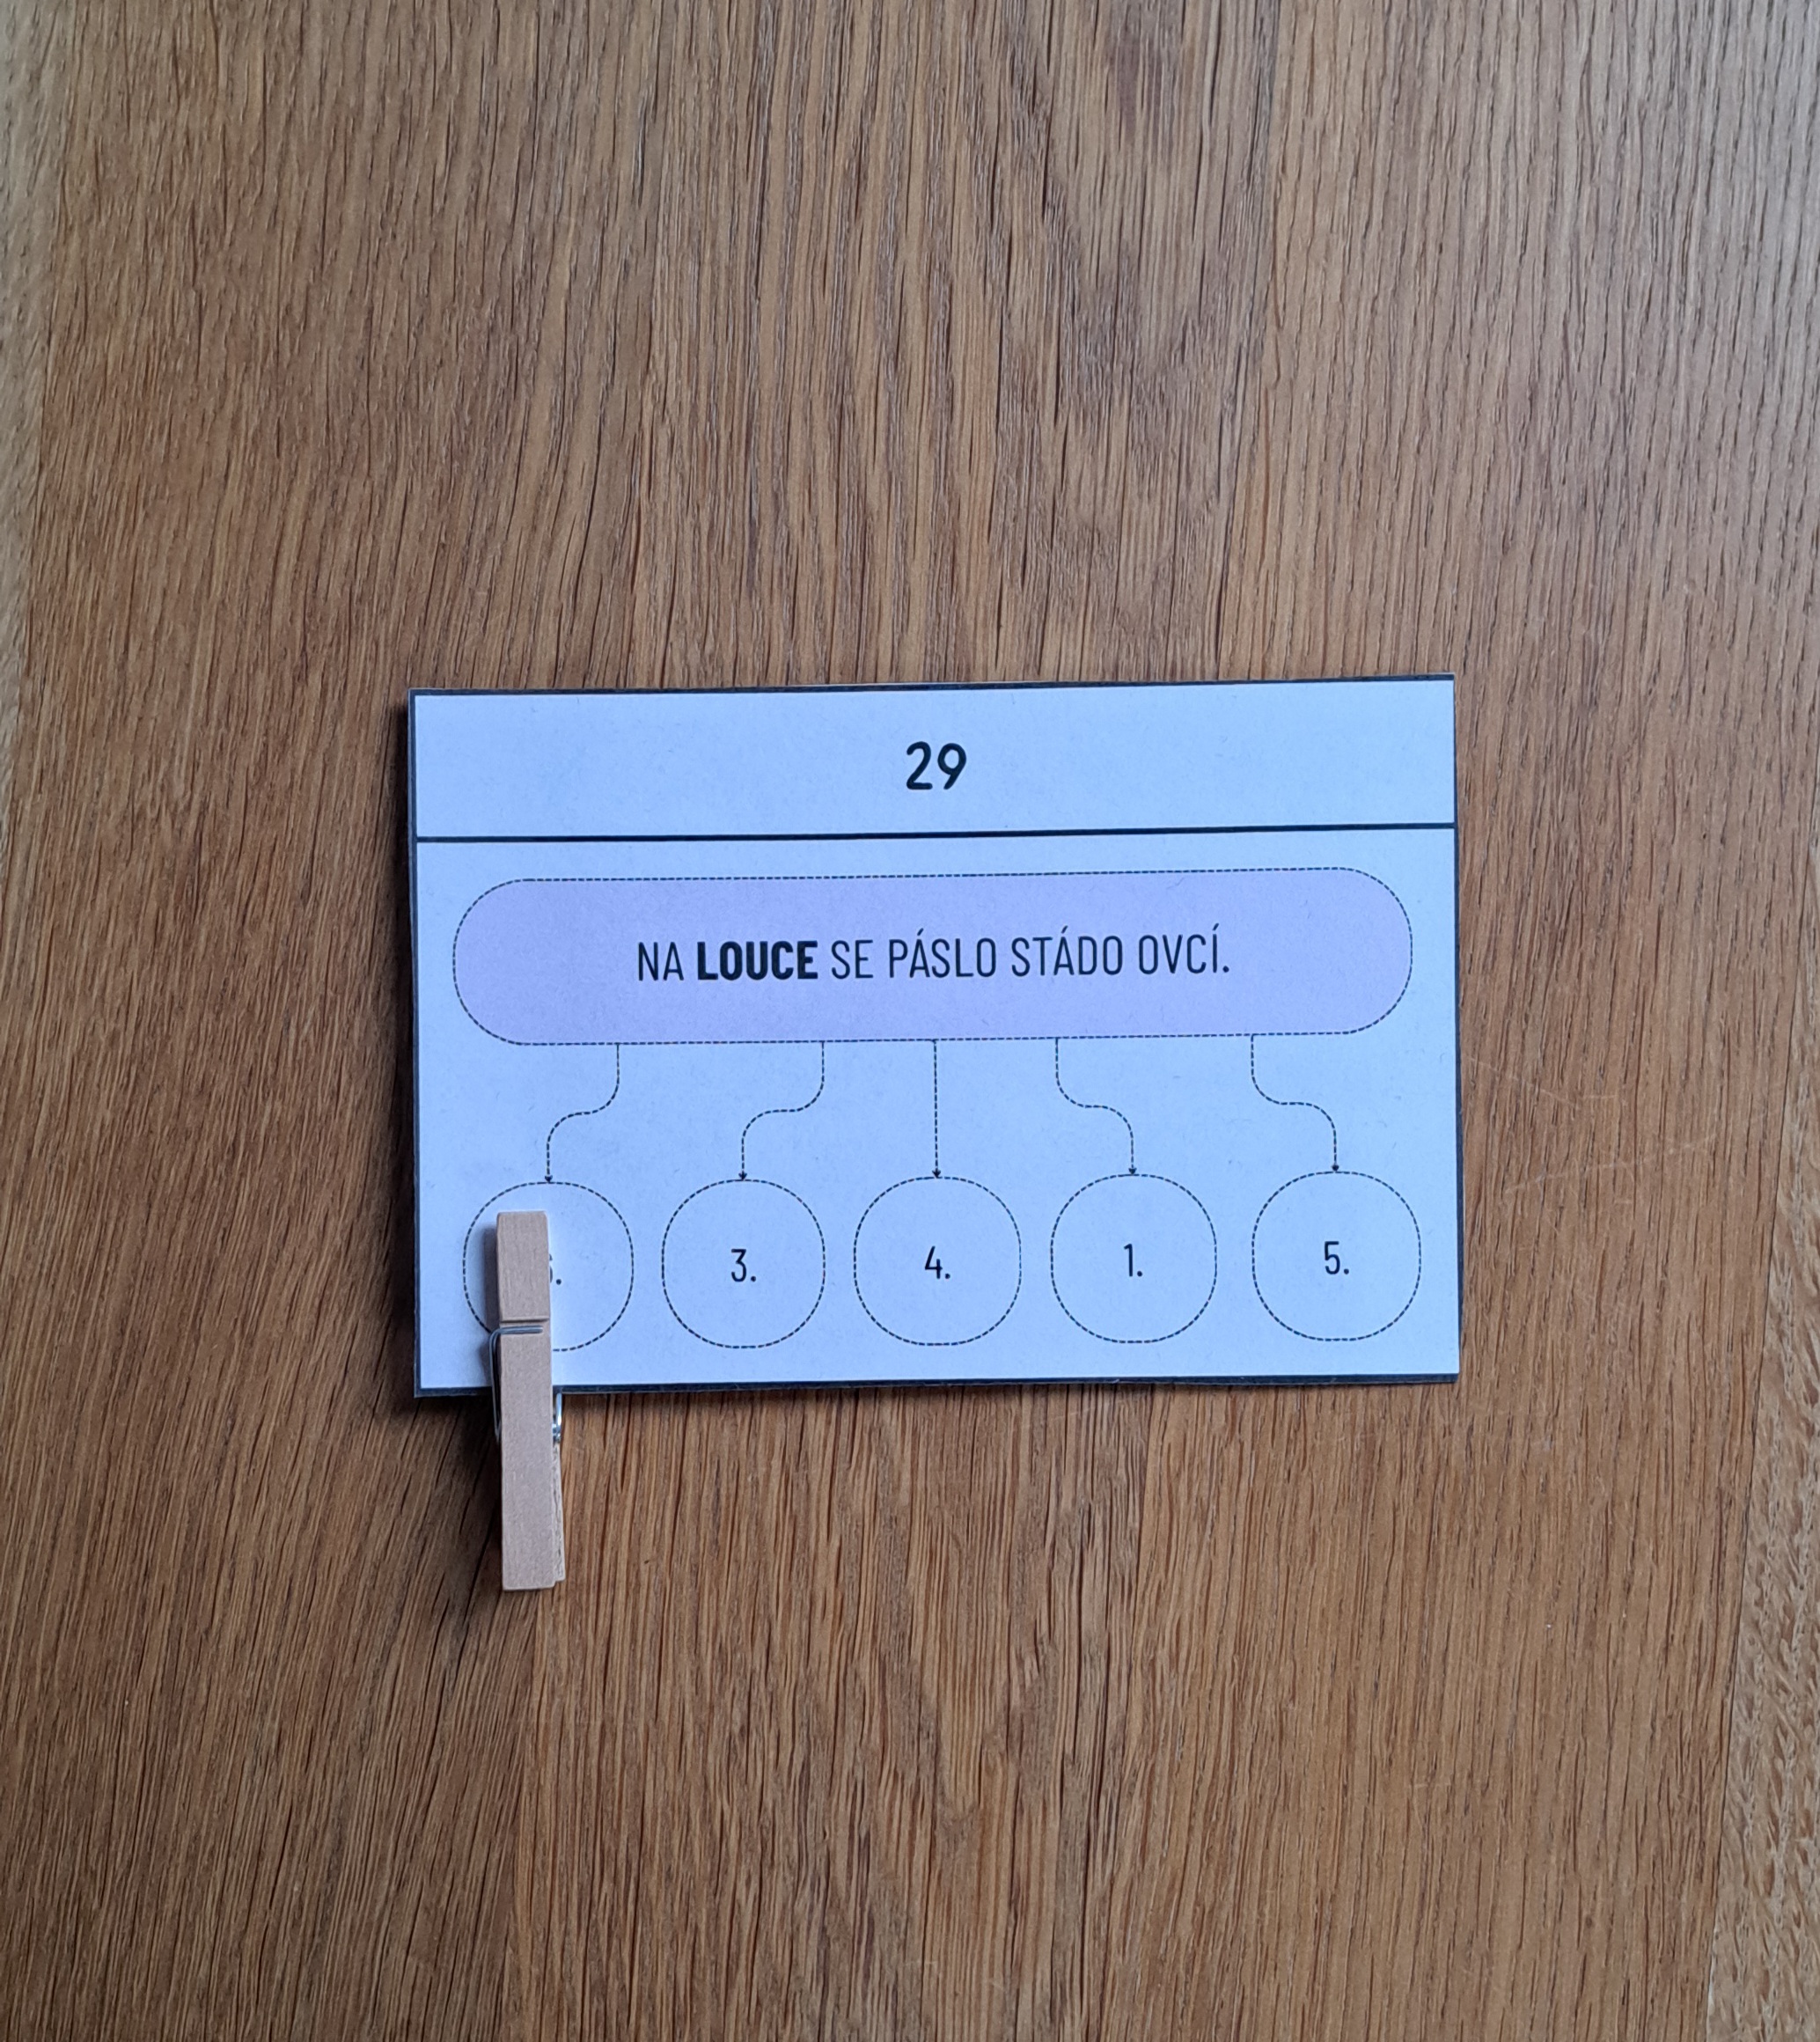 29
NA LOUCE SE PÁSLO STÁDO OVCÍ.
3. 4. 1. 5.